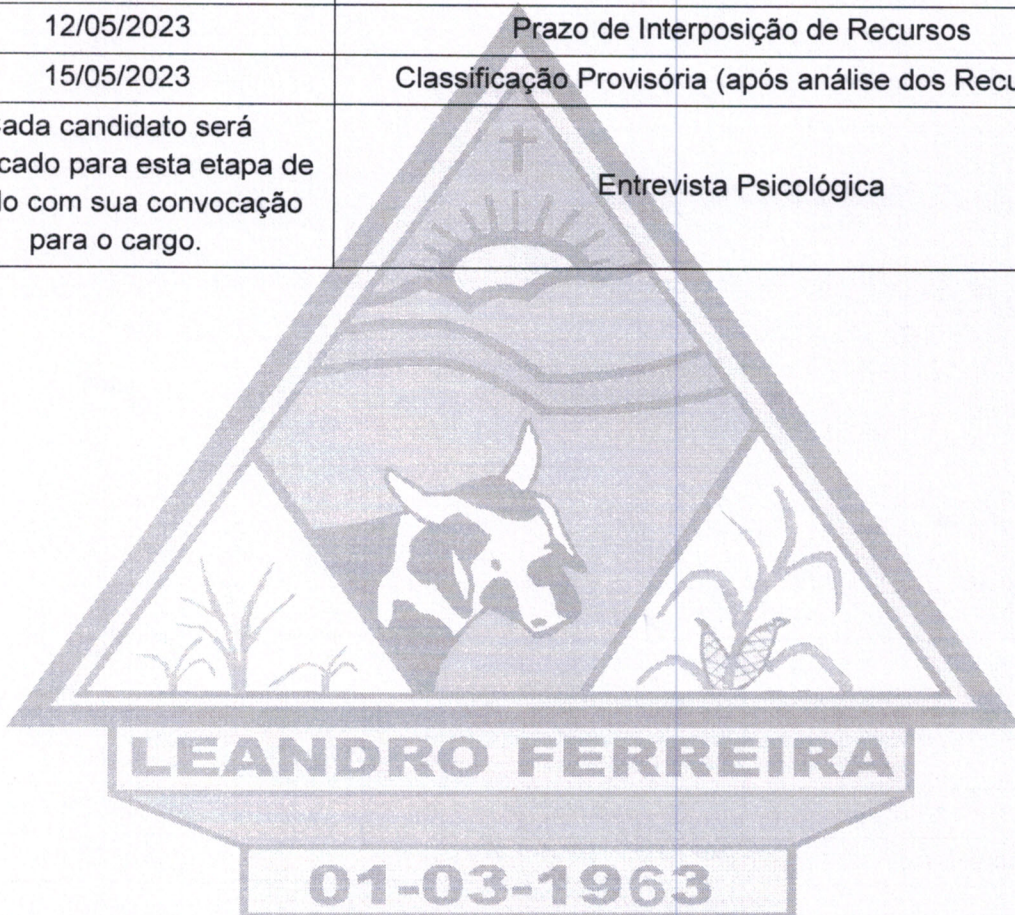 12/05/2023 Prazo de Interposição de Recursos
15/05/2023 Classificação Provisória (após análise dos
candidato será
para esta etapa de
com sua convocação
para o cargo.
Entrevista Psicológica
LEANDRO FERREIRA
01-03-1963